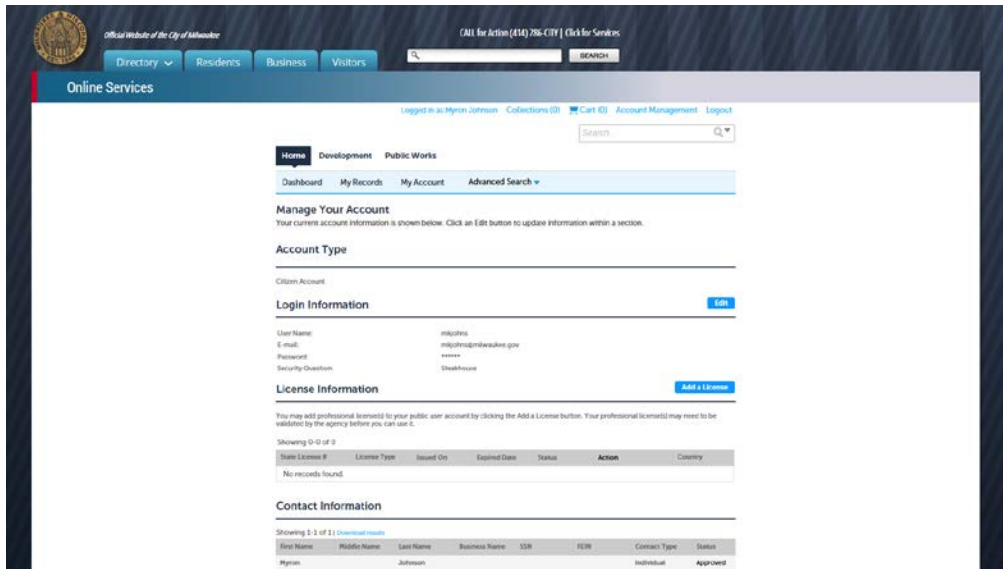 Official Website of the City of Milwaukee
CALL for Action (414) 286-CITY | Click for Services
Directory Residents Business Visitors
SEARCH
Online Services
Logged in as: Myron Johnson Collections (0) Cart (0) Account Management Logout
Search
Home Development Public Works
Dashboard My Records My Account Advanced Search
Manage Your Account
Your current account information is shown below. Click an Edit button to update information within a section.
Account Type
Citizen Account
Login Information Edit
User Name: mkjohns
E-mail: mkjohns@milwaukee.gov
Password: ******
Security Question: Steakhouse
License Information Add a License
You may add professional license(s) to your public user account by clicking the Add a License button. Your professional license(s) may need to be
validated by the agency before you can use it.
Showing 0-0 of 0
State License # License Type Issued On Expired Date Status Action Country
No records found.
Contact Information
Showing 1-1 of 1 | Download results
First Name Middle Name Last Name Business Name SSN FEIN Contact Type Status
Myron Johnson Individual Approved